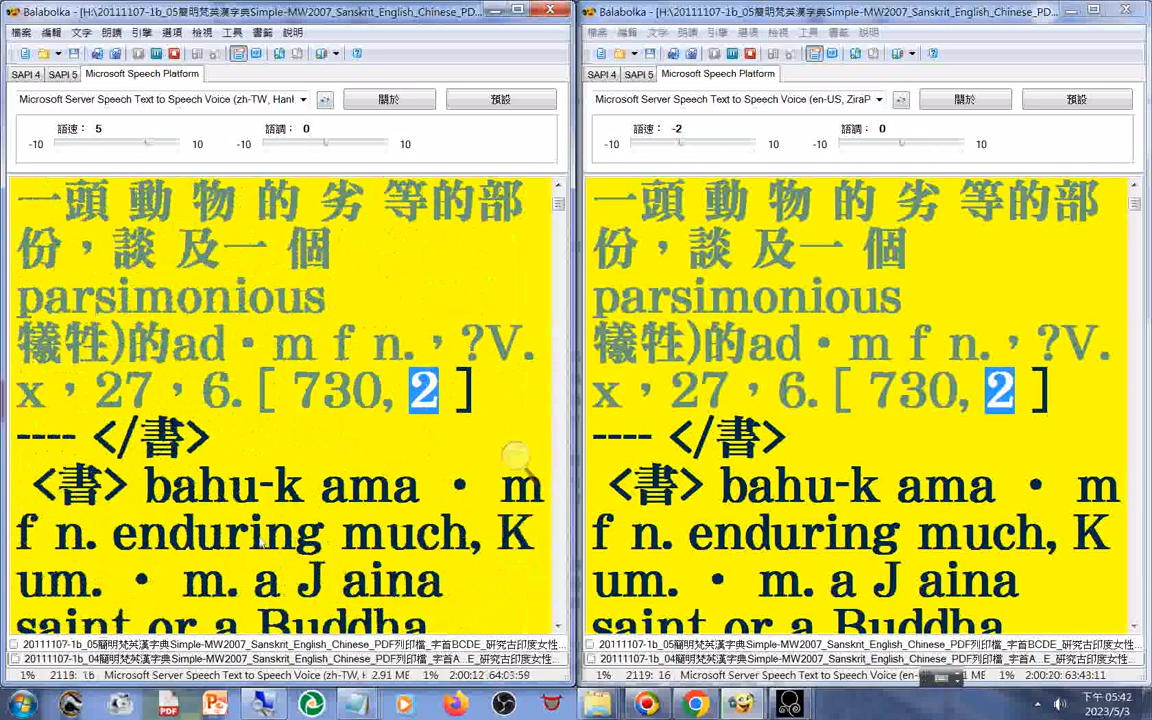 Balabolka - [H:\20111107-1b_05簡明梵英漢字典Simple-MW2007_Sanskrit_English_Chinese_PD...
檔案 編輯 文字 朗讀 引擎 選項 檢視 工具 書籤 說明
SAPI 4 SAPI 5 Microsoft Speech Platform
Microsoft Server Speech Text to Speech Voice (zh-TW, Hanl 關於 預設
語速： 5 語調： 0
-10 10 -10 10
一頭 動 物 的 劣 等的部
份，談 及一 個
parsimonious
犧牲)的ad·m f n.，?V.
x，27，6. [ 730, 2 ]
---- </書>
<書> bahu-k ama · m
f n. enduring much, K
um. · m. a J aina
saint or a Buddha
20111107-1b_05簡明梵英漢字典Simple-MW2007_Sanskrit_English_Chinese_PDF列印檔_字首BCDE_研究古印度女性...
20111107-1b_04簡明梵英漢字典Simple-MW2007_Sanskrit_English_Chinese_PDF列印檔_字首A...E_研究古印度女性...
1% 2119: 16 Microsoft Server Speech Text to Speech Voice (zh-TW, H 2.91 MB 1% 2:00:12
Balabolka - [H:\20111107-1b_05簡明梵英漢字典Simple-MW2007_Sanskrit_English_Chinese_PD...
檔案 編輯 文字 朗讀 引擎 選項 檢視 工具 書籤 說明
SAPI 4 SAPI 5 Microsoft Speech Platform
Microsoft Server Speech Text to Speech Voice (en-US, ZiraP 關於 預設
語速： -2 語調： 0
-10 10 -10 10
一頭 動 物 的 劣 等的部
份，談 及一 個
parsimonious
犧牲)的ad·m f n.，?V.
x，27，6. [ 730, 2 ]
---- </書>
<書> bahu-k ama · m
f n. enduring much, K
um. · m. a J aina
saint or a Buddha
20111107-1b_05簡明梵英漢字典Simple-MW2007_Sanskrit_English_Chinese_PDF列印檔_字首BCDE_研究古印度女性...
20111107-1b_04簡明梵英漢字典Simple-MW2007_Sanskrit_English_Chinese_PDF列印檔_字首A...E_研究古印度女性...
1% 2119: 16 Microsoft Server Speech Text to Speech Voice (en- 1% 2:00:20
PDF
下午 05:42
2023/5/3